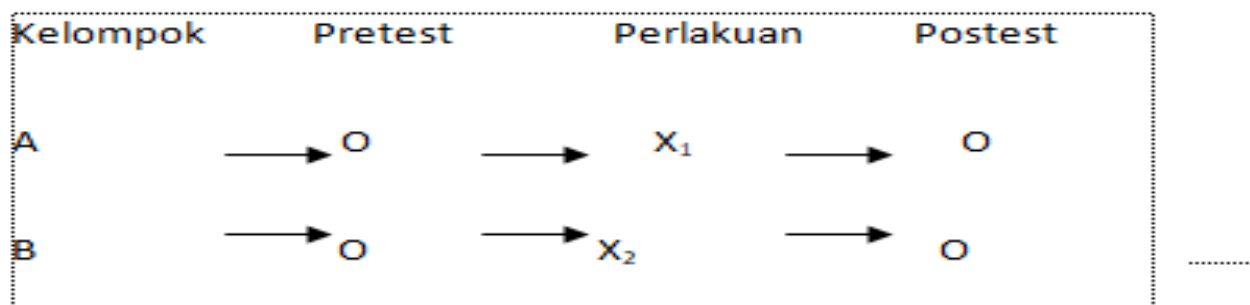 Kelompok Pretest Perlakuan Postest
A O X₁ O
B O X₂ O